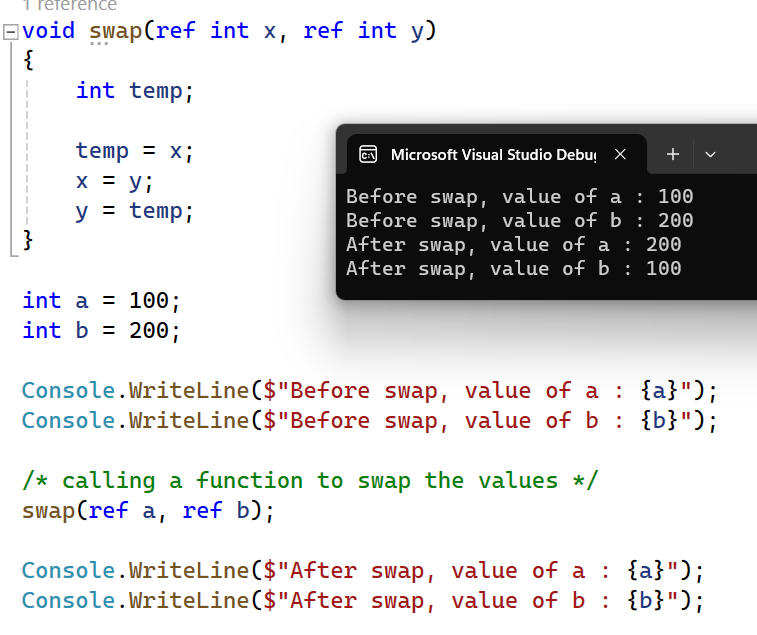 1 reference
void swap(ref int x, ref int y)
{
int temp;
temp = x;
x = y;
y = temp;
}
int a = 100;
int b = 200;
Console.WriteLine($"Before swap, value of a : {a}");
Console.WriteLine($"Before swap, value of b : {b}");
/* calling a function to swap the values */
swap(ref a, ref b);
Console.WriteLine($"After swap, value of a : {a}");
Console.WriteLine($"After swap, value of b : {b}");
Microsoft Visual Studio Debug
Before swap, value of a : 100
Before swap, value of b : 200
After swap, value of a : 200
After swap, value of b : 100